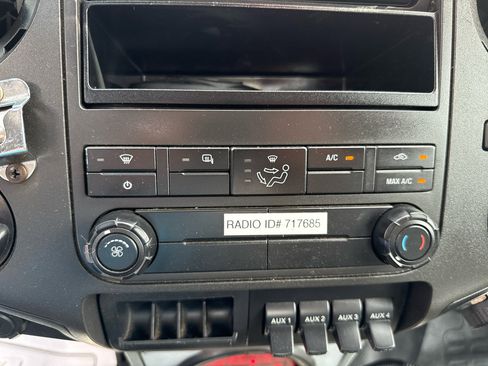 A/C
MAX A/C
RADIO ID# 717685
AUX 1 AUX 2 AUX 3 AUX 4